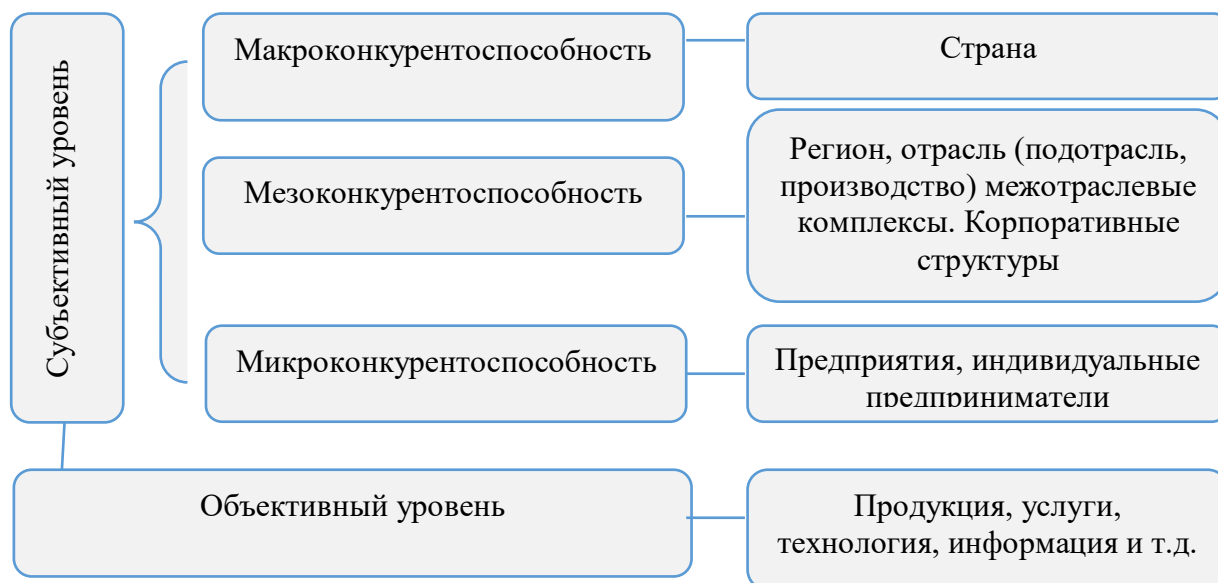 Субъективный уровень
Макроконкурентоспособность
Страна
Мезоконкурентоспособность
Регион, отрасль (подотрасль,
производство) межотраслевые
комплексы. Корпоративные
структуры
Микроконкурентоспособность
Предприятия, индивидуальные
предприниматели
Объективный уровень
Продукция, услуги,
технология, информация и т.д.